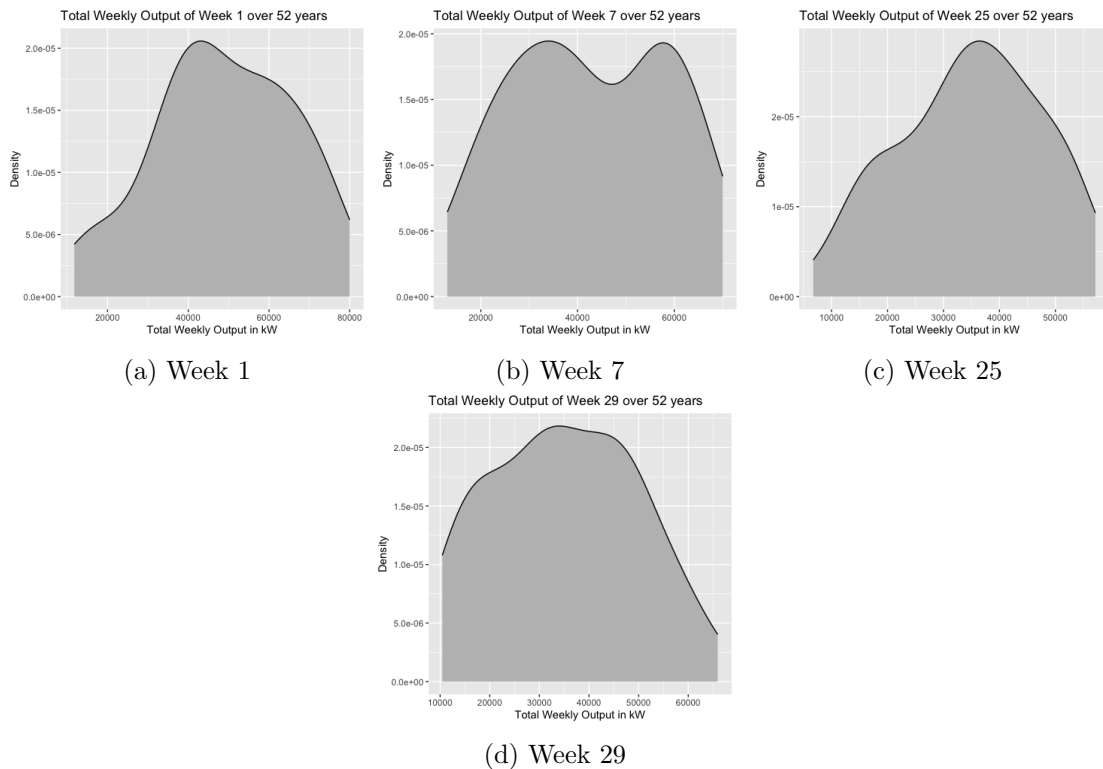 Total Weekly Output of Week 1 over 52 years
2.0e-05
1.5e-05
1.0e-05
5.0e-06
0.0e+00
Density
20000 40000 60000 80000
Total Weekly Output in kW
(a) Week 1
Total Weekly Output of Week 7 over 52 years
2.0e-05
1.5e-05
1.0e-05
5.0e-06
0.0e+00
Density
20000 40000 60000
Total Weekly Output in kW
(b) Week 7
Total Weekly Output of Week 25 over 52 years
2e-05
1e-05
0e+00
Density
10000 20000 30000 40000 50000
Total Weekly Output in kW
(c) Week 25
Total Weekly Output of Week 29 over 52 years
2.0e-05
1.5e-05
1.0e-05
5.0e-06
0.0e+00
Density
10000 20000 30000 40000 50000 60000
Total Weekly Output in kW
(d) Week 29